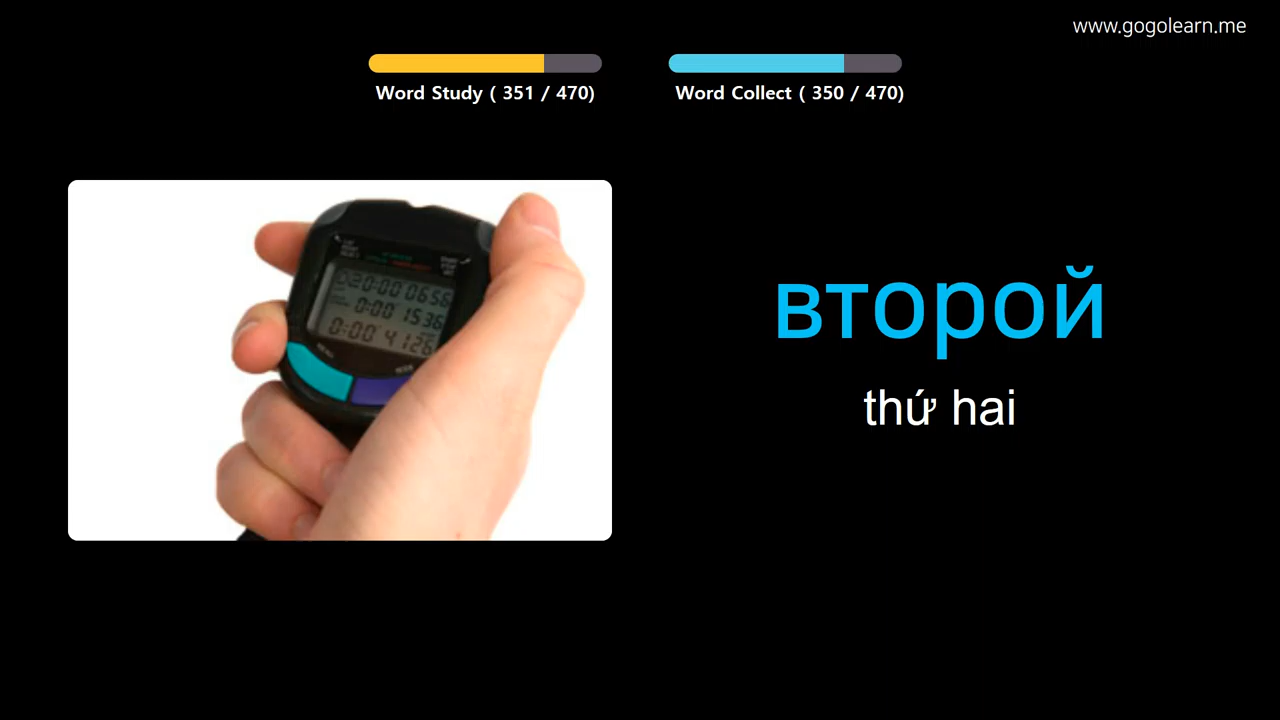 www.gogolearn.me
Word Study ( 351 / 470)
Word Collect ( 350 / 470)
второй
thứ hai